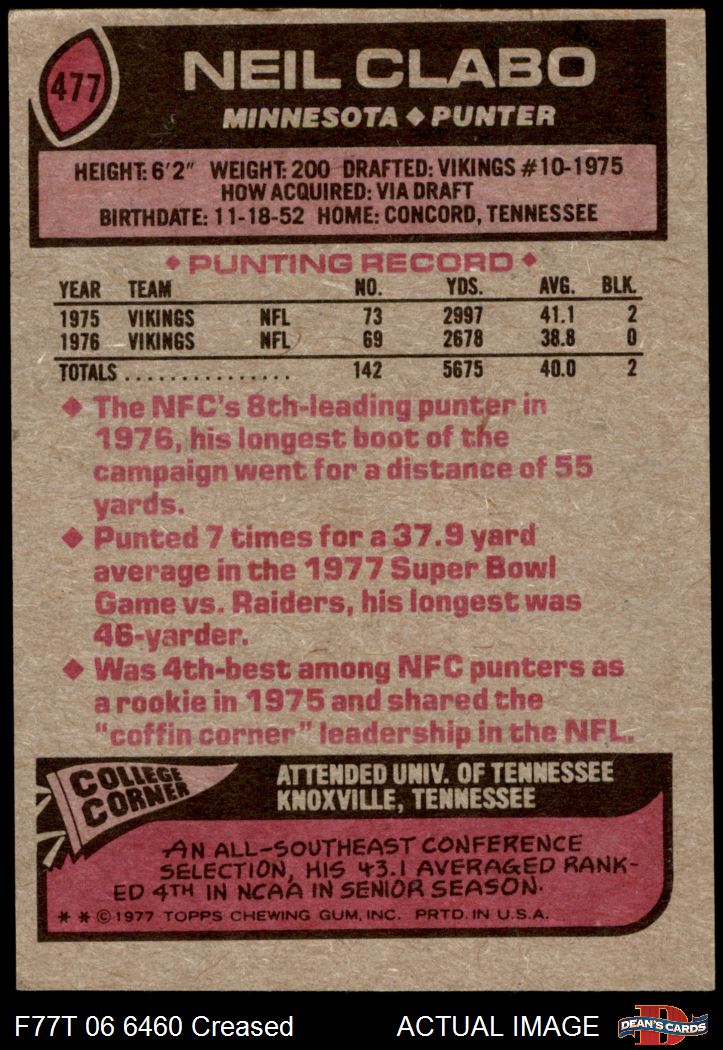 477
NEIL CLABO
MINNESOTA ◆ PUNTER
HEIGHT: 6'2" WEIGHT: 200 DRAFTED: VIKINGS #10-1975
HOW ACQUIRED: VIA DRAFT
BIRTHDATE: 11-18-52 HOME: CONCORD, TENNESSEE
◆ PUNTING RECORD ◆
YEAR TEAM NO. YDS. AVG. BLK.
1975 VIKINGS NFL 73 2997 41.1 2
1976 VIKINGS NFL 69 2678 38.8 0
TOTALS ................ 142 5675 40.0 2
◆ The NFC's 8th-leading punter in
1976, his longest boot of the
campaign went for a distance of 55
yards.
◆ Punted 7 times for a 37.9 yard
average in the 1977 Super Bowl
Game vs. Raiders, his longest was
46-yarder.
◆ Was 4th-best among NFC punters as
a rookie in 1975 and shared the
"coffin corner" leadership in the NFL.
COLLEGE
CORNER
ATTENDED UNIV. OF TENNESSEE
KNOXVILLE, TENNESSEE
AN ALL-SOUTHEAST CONFERENCE
SELECTION, HIS 43.1 AVERAGED RANK-
ED 4TH IN NCAA IN SENIOR SEASON.
* * © 1977 TOPPS CHEWING GUM, INC. PRTD. IN U.S.A.
F77T 06 6460 Creased ACTUAL IMAGE
D
DEAN'S CARDS